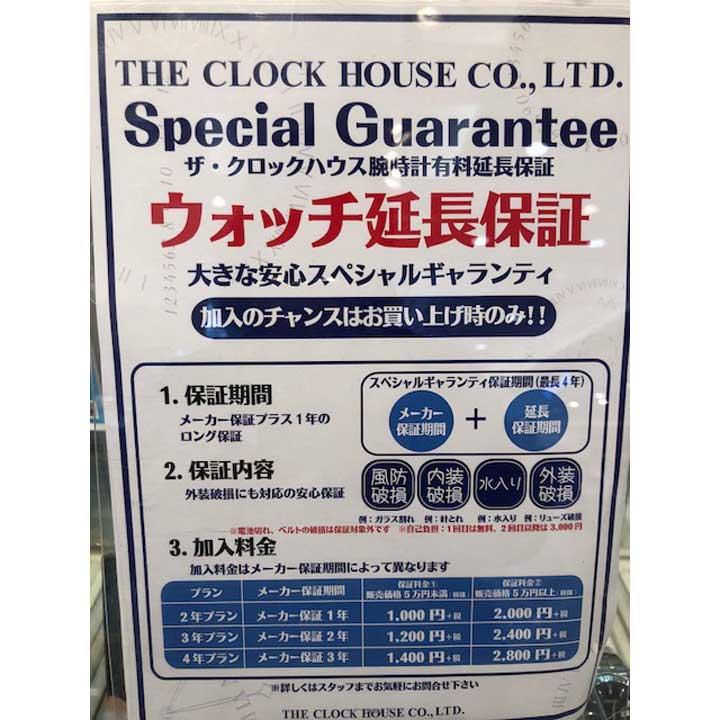 THE CLOCK HOUSE CO., LTD.
Special Guarantee
ザ・クロックハウス腕時計有料延長保証
ウォッチ延長保証
大きな安心スペシャルギャランティ
加入のチャンスはお買い上げ時のみ!!
1. 保証期間
メーカー保証プラス1年の
ロング保証
スペシャルギャランティ保証期間(最長4年)
メーカー
保証期間
+
延長
保証期間
2. 保証内容
外装破損にも対応の安心保証
風防
破損
内装
破損
水入り
外装
破損
例:ガラス割れ 例:針とれ 例:水入り 例:リューズ破損
※電池切れ、ベルトの破損は保証対象外です ※自己負担:1回目は無料、2回目以降は3,000円
3. 加入料金
加入料金はメーカー保証期間によって異なります
プラン メーカー保証期間 保証料金① 販売価格5万円未満(税抜) 保証料金② 販売価格5万円以上(税抜)
2年プラン メーカー保証1年 1,000円+税 2,000円+税
3年プラン メーカー保証2年 1,200円+税 2,400円+税
4年プラン メーカー保証3年 1,400円+税 2,800円+税
※詳しくはスタッフまでお気軽にお問合せ下さい
THE CLOCK HOUSE CO., LTD.